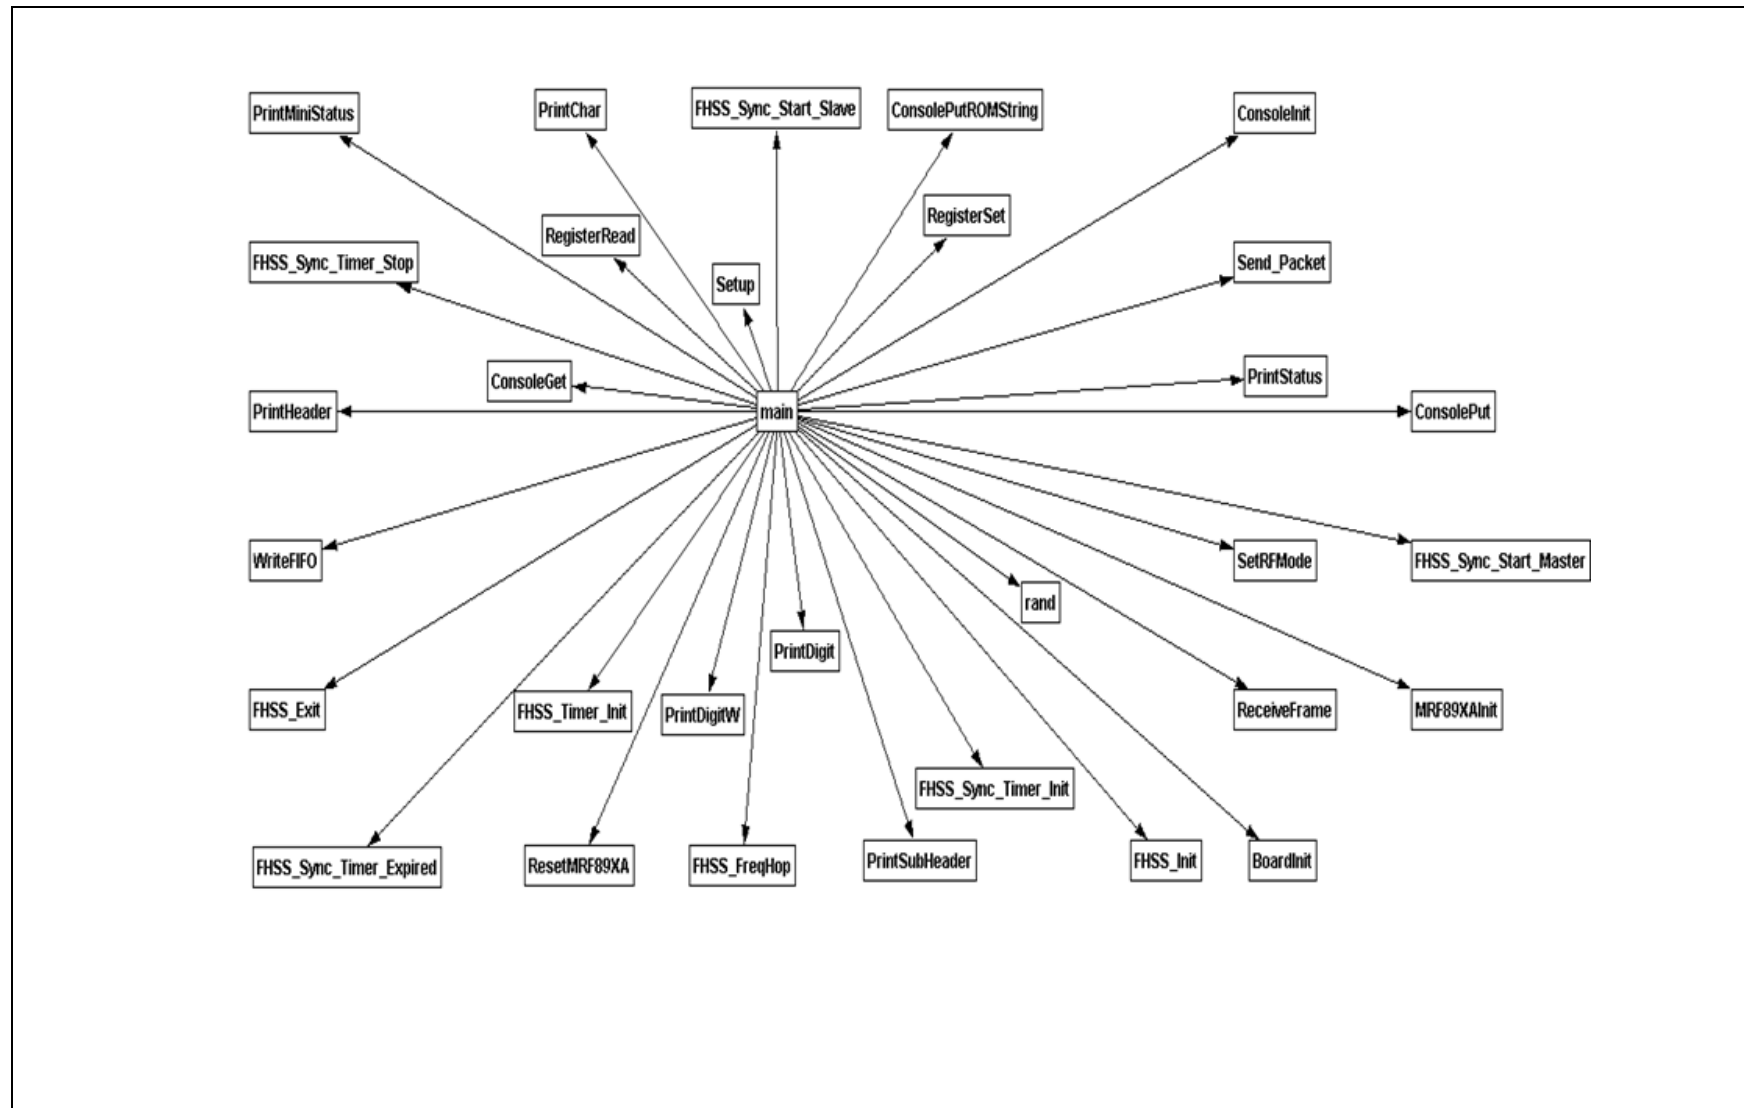 PrintMiniStatus
PrintChar
FHSS_Sync_Start_Slave
ConsolePutROMString
ConsoleInit
RegisterRead
RegisterSet
FHSS_Sync_Timer_Stop
Setup
Send_Packet
ConsoleGet
PrintStatus
PrintHeader
main
ConsolePut
WriteFIFO
SetRFMode
FHSS_Sync_Start_Master
rand
PrintDigit
FHSS_Exit
FHSS_Timer_Init
PrintDigitW
ReceiveFrame
MRF89XAInit
FHSS_Sync_Timer_Init
FHSS_Sync_Timer_Expired
ResetMRF89XA
FHSS_FreqHop
PrintSubHeader
FHSS_Init
BoardInit